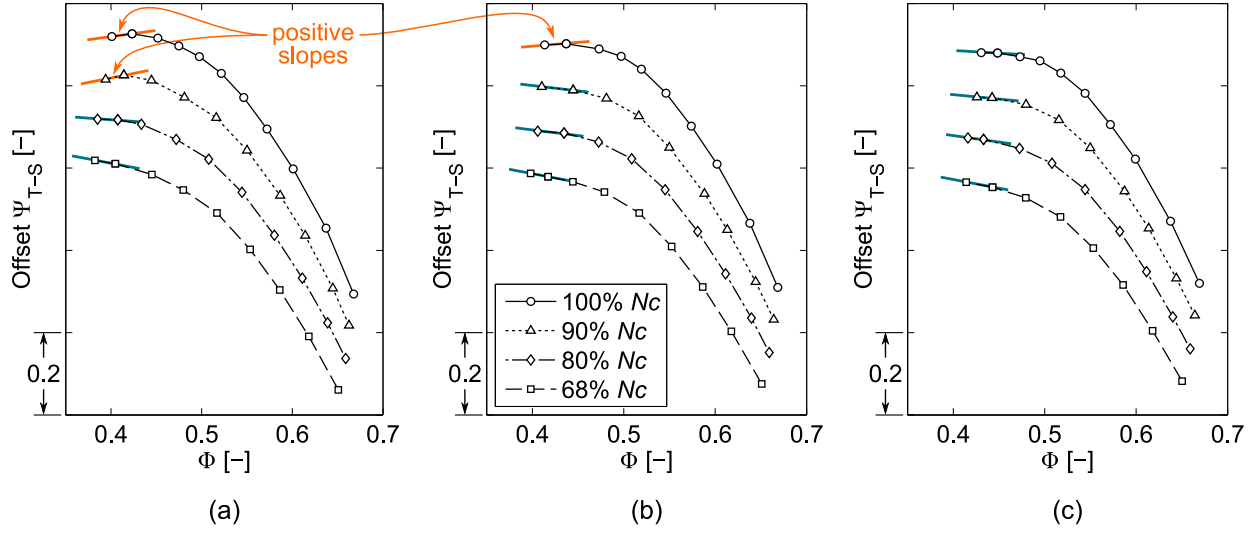 positive
slopes
Offset Ψ_T–S [–]
0.2
0.4
0.5
0.6
0.7
Φ [–]
(a)
Offset Ψ_T–S [–]
0.2
100% Nc
90% Nc
80% Nc
68% Nc
0.4
0.5
0.6
0.7
Φ [–]
(b)
Offset Ψ_T–S [–]
0.2
0.4
0.5
0.6
0.7
Φ [–]
(c)